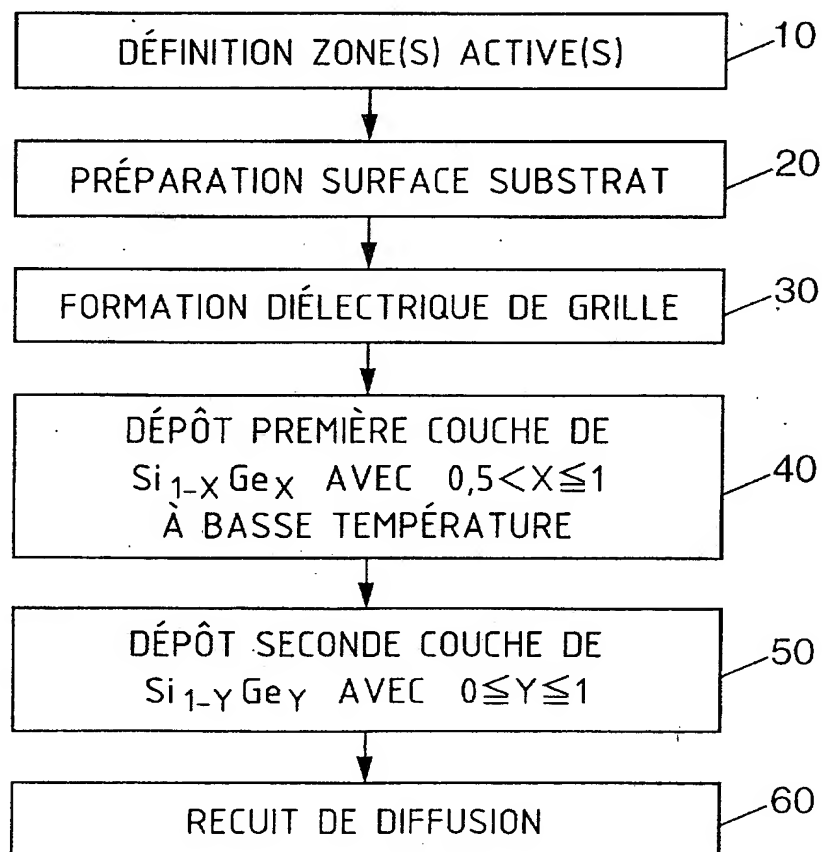 DÉFINITION ZONE(S) ACTIVE(S)
10
PRÉPARATION SURFACE SUBSTRAT
20
FORMATION DIÉLECTRIQUE DE GRILLE
30
DÉPÔT PREMIÈRE COUCHE DE
Si1-XGeX AVEC 0,5<X≦1
À BASSE TEMPÉRATURE
40
DÉPÔT SECONDE COUCHE DE
Si1-YGeY AVEC 0≦Y≦1
50
RECUIT DE DIFFUSION
60